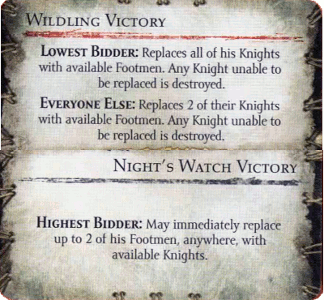 WILDLING VICTORY
LOWEST BIDDER: Replaces all of his Knights
with available Footmen. Any Knight unable to
be replaced is destroyed.
EVERYONE ELSE: Replaces 2 of their Knights
with available Footmen. Any Knight unable to
be replaced is destroyed.
NIGHT'S WATCH VICTORY
HIGHEST BIDDER: May immediately replace
up to 2 of his Footmen, anywhere, with
available Knights.